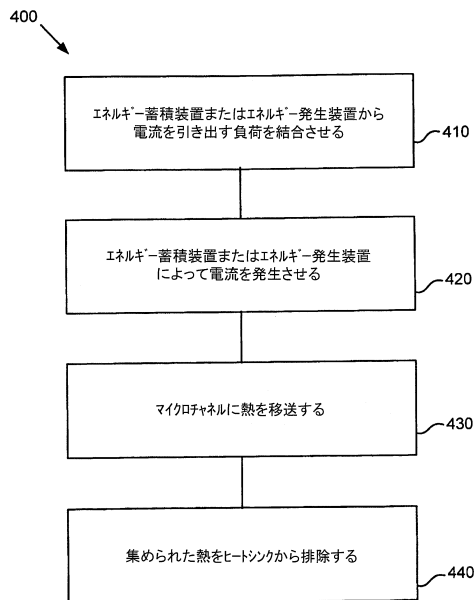 400
ｴﾈﾙｷﾞｰ蓄積装置またはｴﾈﾙｷﾞｰ発生装置から
電流を引き出す負荷を結合させる
410
ｴﾈﾙｷﾞｰ蓄積装置またはｴﾈﾙｷﾞｰ発生装置
によって電流を発生させる
420
ﾏｲｸﾛﾁｬﾈﾙに熱を移送する
430
集められた熱をﾋｰﾄｼﾝｸから排除する
440